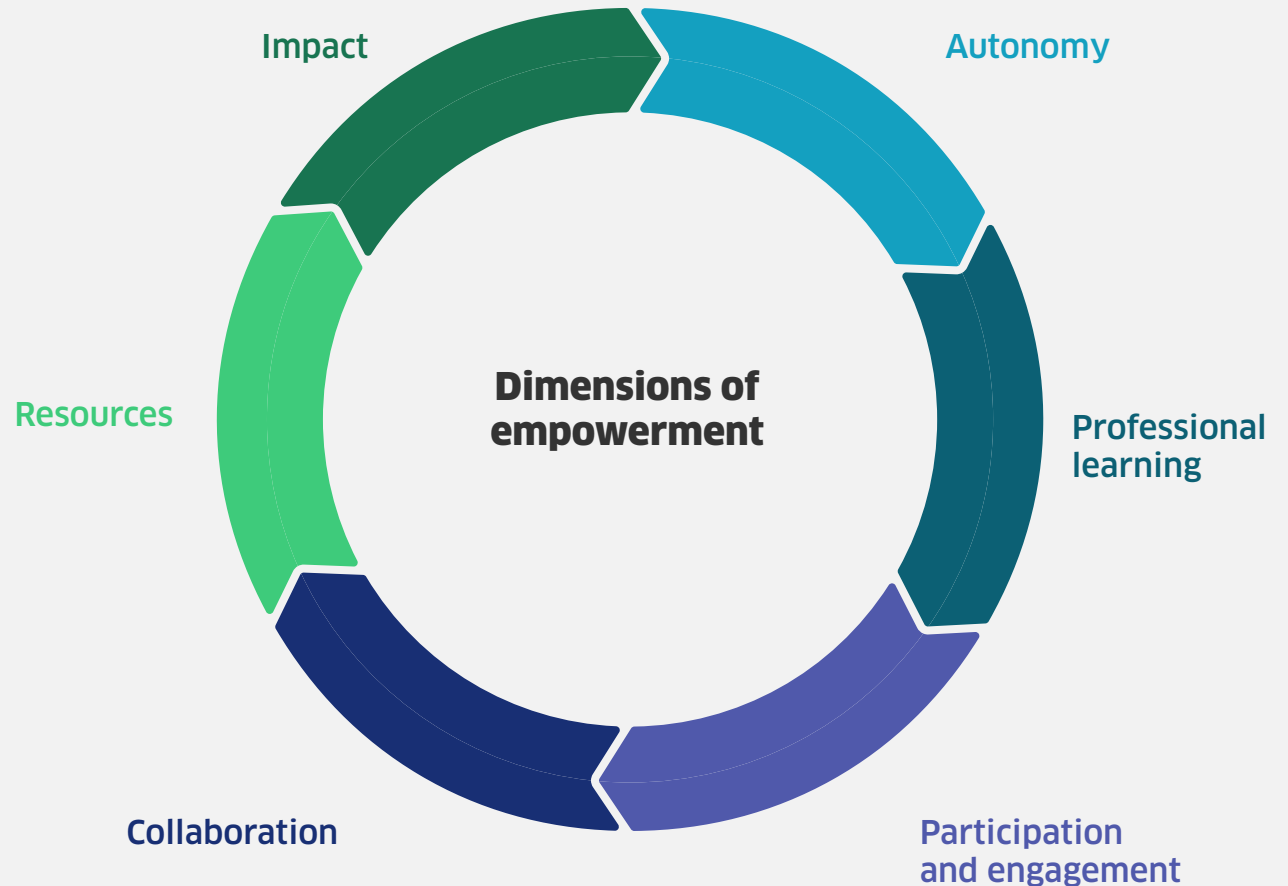 Impact
Autonomy
Resources
Dimensions of
empowerment
Professional
learning
Collaboration
Participation
and engagement